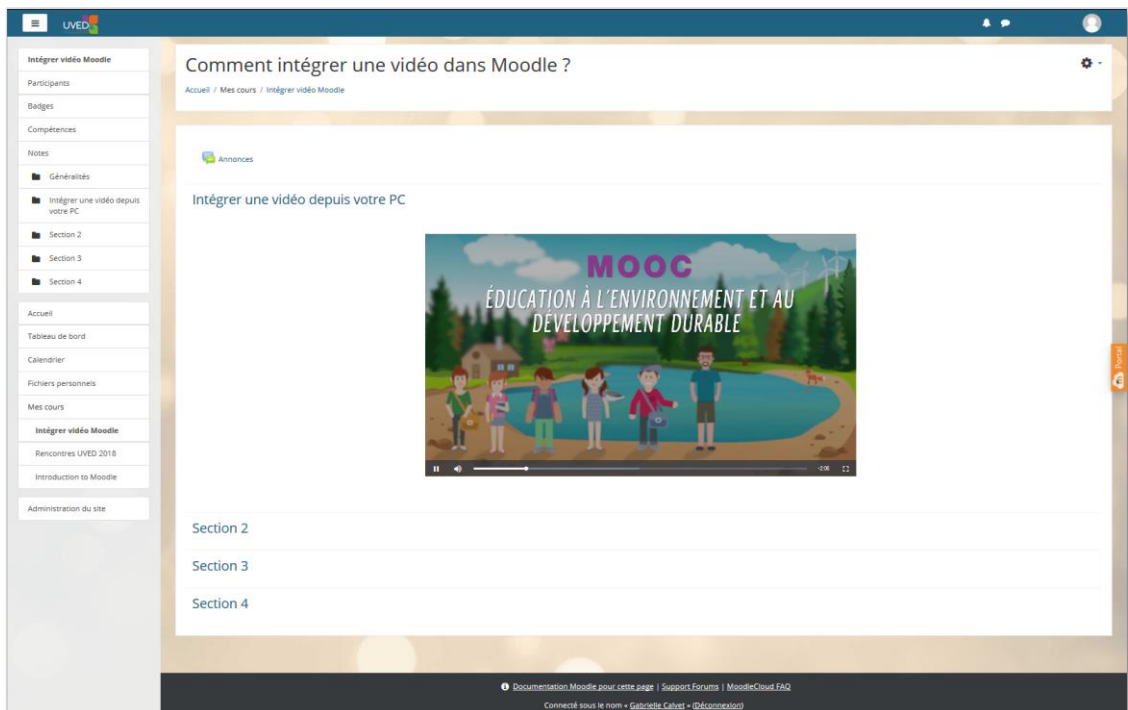 UVED
Intégrer vidéo Moodle
Participants
Badges
Compétences
Notes
Généralités
Intégrer une vidéo depuis
votre PC
Section 2
Section 3
Section 4
Accueil
Tableau de bord
Calendrier
Fichiers personnels
Mes cours
Intégrer vidéo Moodle
Rencontres UVED 2018
Introduction to Moodle
Administration du site
Comment intégrer une vidéo dans Moodle ?
Accueil / Mes cours / Intégrer vidéo Moodle
Annonces
Intégrer une vidéo depuis votre PC
MOOC
ÉDUCATION À L'ENVIRONNEMENT ET AU
DÉVELOPPEMENT DURABLE
-2:06
Section 2
Section 3
Section 4
Portal
Documentation Moodle pour cette page | Support Forums | MoodleCloud FAQ
Connecté sous le nom « Gabrielle Calvet » (Déconnexion)